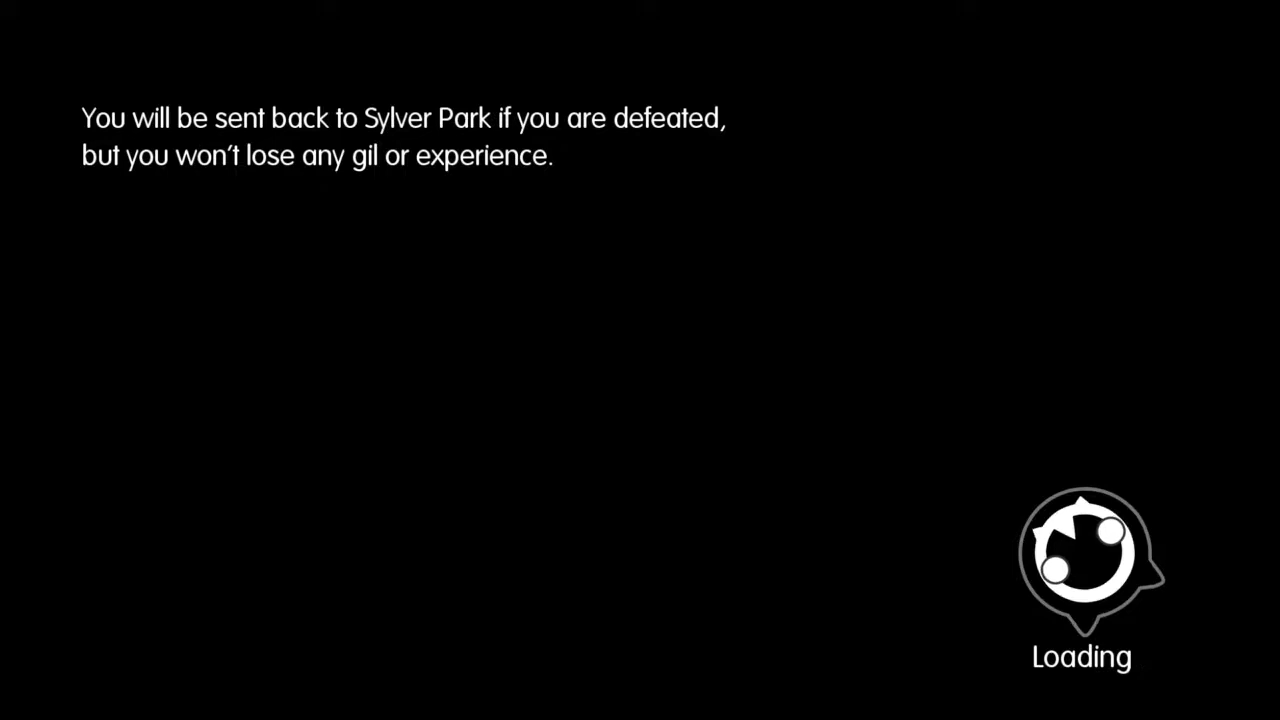 You will be sent back to Sylver Park if you are defeated,
but you won't lose any gil or experience.
Loading